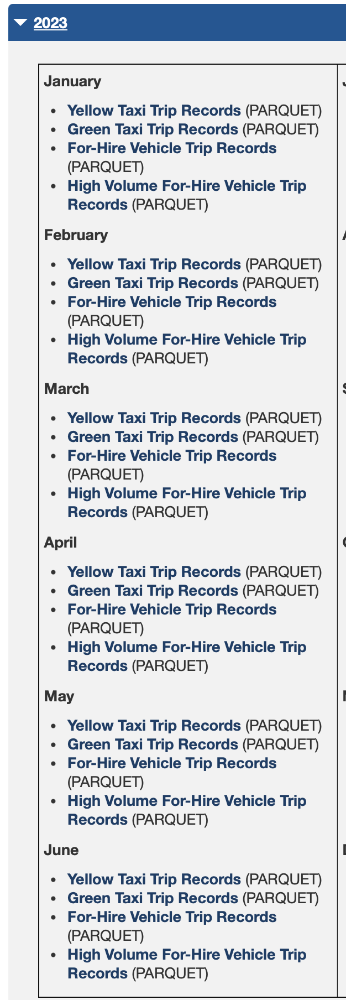 2023
January
Yellow Taxi Trip Records (PARQUET)
Green Taxi Trip Records (PARQUET)
For-Hire Vehicle Trip Records
(PARQUET)
High Volume For-Hire Vehicle Trip
Records (PARQUET)
February
Yellow Taxi Trip Records (PARQUET)
Green Taxi Trip Records (PARQUET)
For-Hire Vehicle Trip Records
(PARQUET)
High Volume For-Hire Vehicle Trip
Records (PARQUET)
March
Yellow Taxi Trip Records (PARQUET)
Green Taxi Trip Records (PARQUET)
For-Hire Vehicle Trip Records
(PARQUET)
High Volume For-Hire Vehicle Trip
Records (PARQUET)
April
Yellow Taxi Trip Records (PARQUET)
Green Taxi Trip Records (PARQUET)
For-Hire Vehicle Trip Records
(PARQUET)
High Volume For-Hire Vehicle Trip
Records (PARQUET)
May
Yellow Taxi Trip Records (PARQUET)
Green Taxi Trip Records (PARQUET)
For-Hire Vehicle Trip Records
(PARQUET)
High Volume For-Hire Vehicle Trip
Records (PARQUET)
June
Yellow Taxi Trip Records (PARQUET)
Green Taxi Trip Records (PARQUET)
For-Hire Vehicle Trip Records
(PARQUET)
High Volume For-Hire Vehicle Trip
Records (PARQUET)